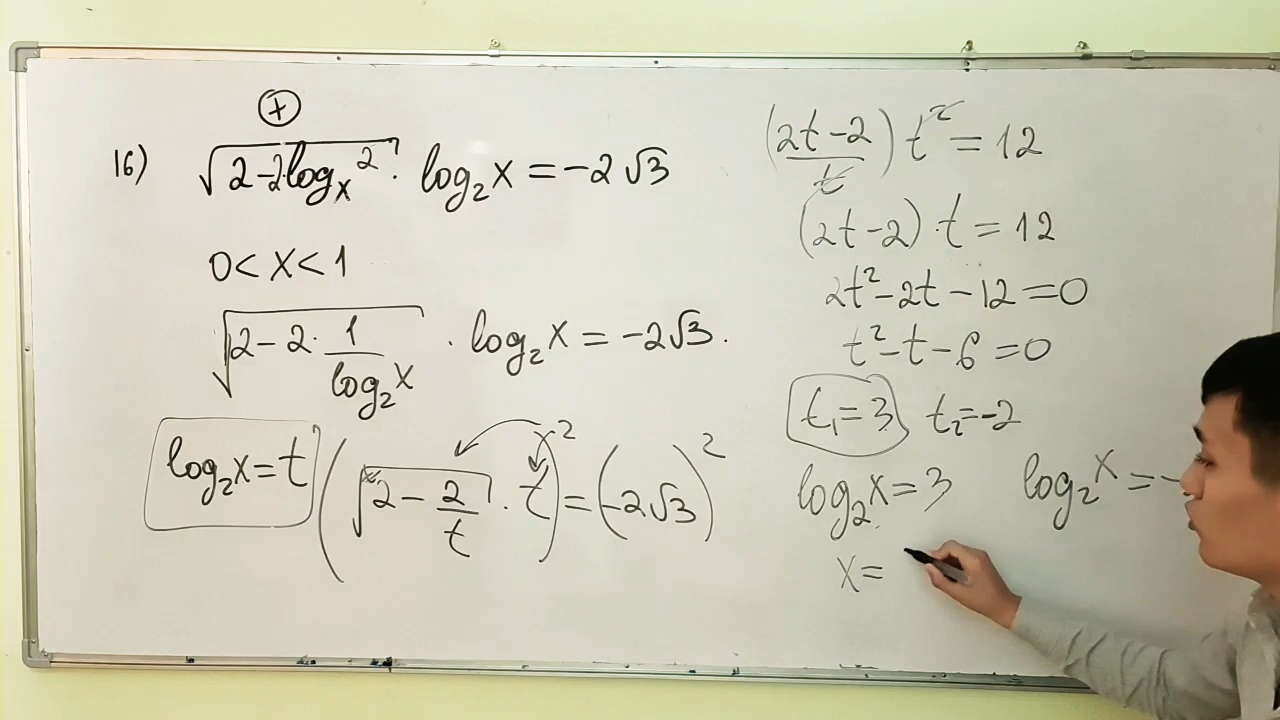 (+)
16) √(2-2log_x 2) · log₂x = -2√3
0 < x < 1
√(2 - 2 · 1/log₂x) · log₂x = -2√3.
log₂x = t (√(2 - 2/t) · t)² = (-2√3)²
((2t-2)/t) t² = 12
(2t-2) · t = 12
2t² - 2t - 12 = 0
t² - t - 6 = 0
t₁ = 3 t₂ = -2
log₂x = 3 log₂x = -
x =